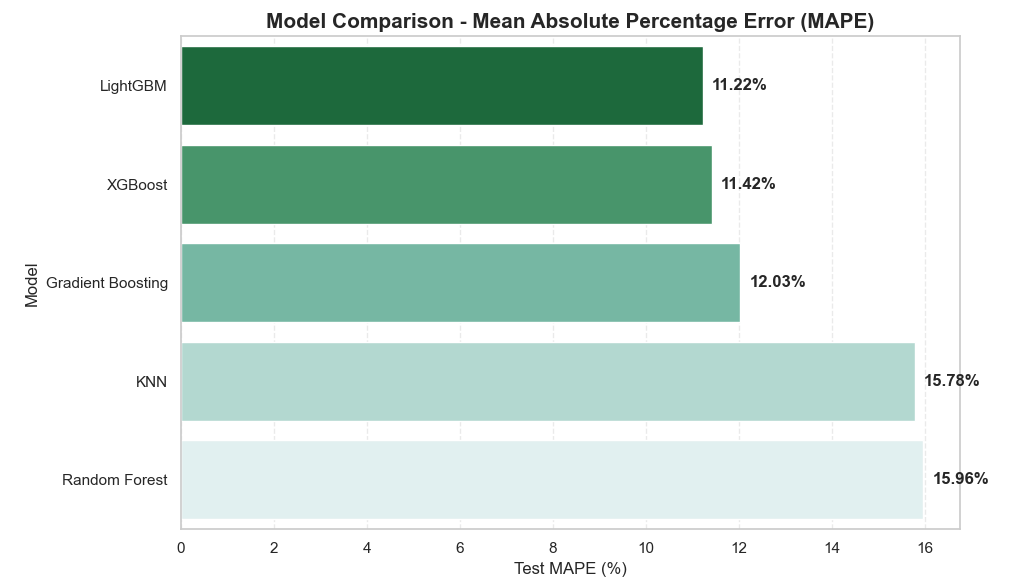 Model Comparison - Mean Absolute Percentage Error (MAPE)
Model
LightGBM 11.22%
XGBoost 11.42%
Gradient Boosting 12.03%
KNN 15.78%
Random Forest 15.96%
0 2 4 6 8 10 12 14 16
Test MAPE (%)